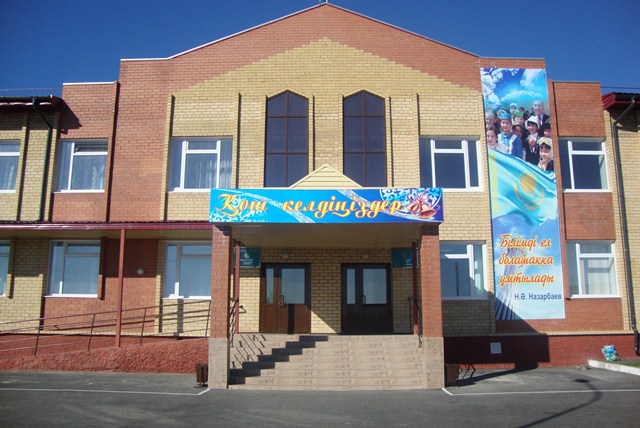 Қош келдіңіздер
Білімді ел
болашаққа
ұмтылады
Н.Ә. Назарбаев